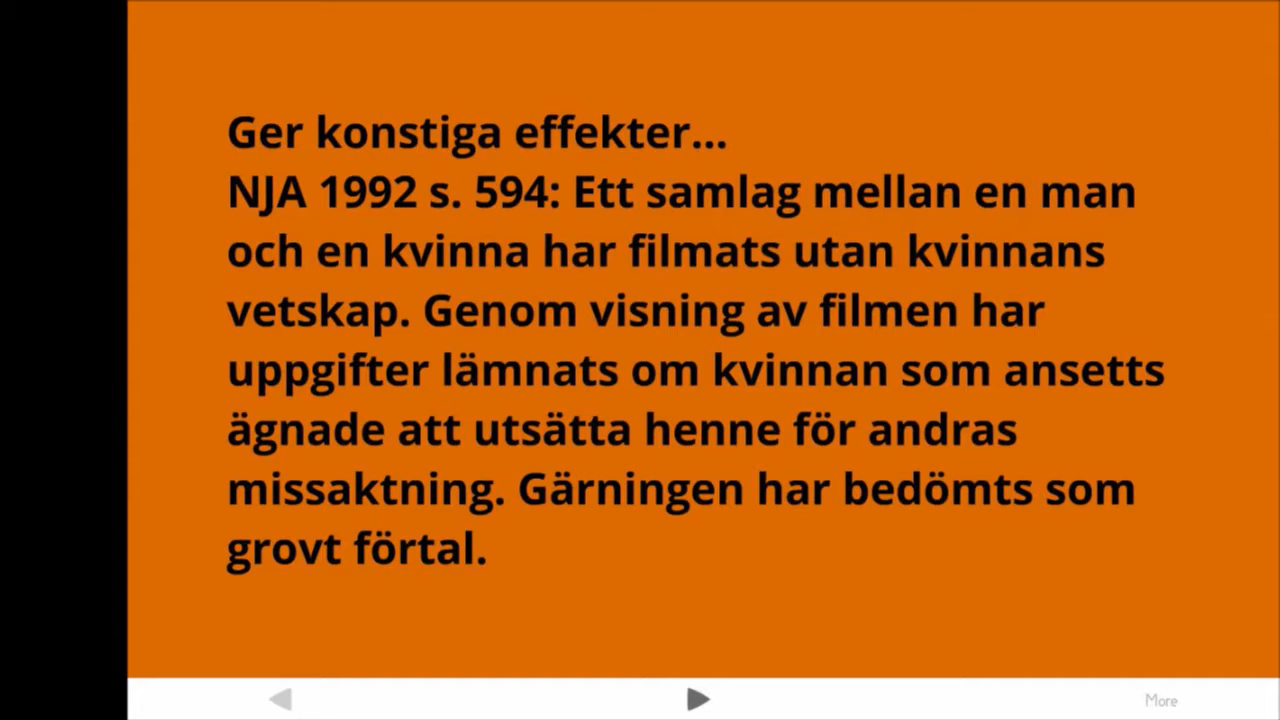 Ger konstiga effekter...
NJA 1992 s. 594: Ett samlag mellan en man
och en kvinna har filmats utan kvinnans
vetskap. Genom visning av filmen har
uppgifter lämnats om kvinnan som ansetts
ägnade att utsätta henne för andras
missaktning. Gärningen har bedömts som
grovt förtal.
More